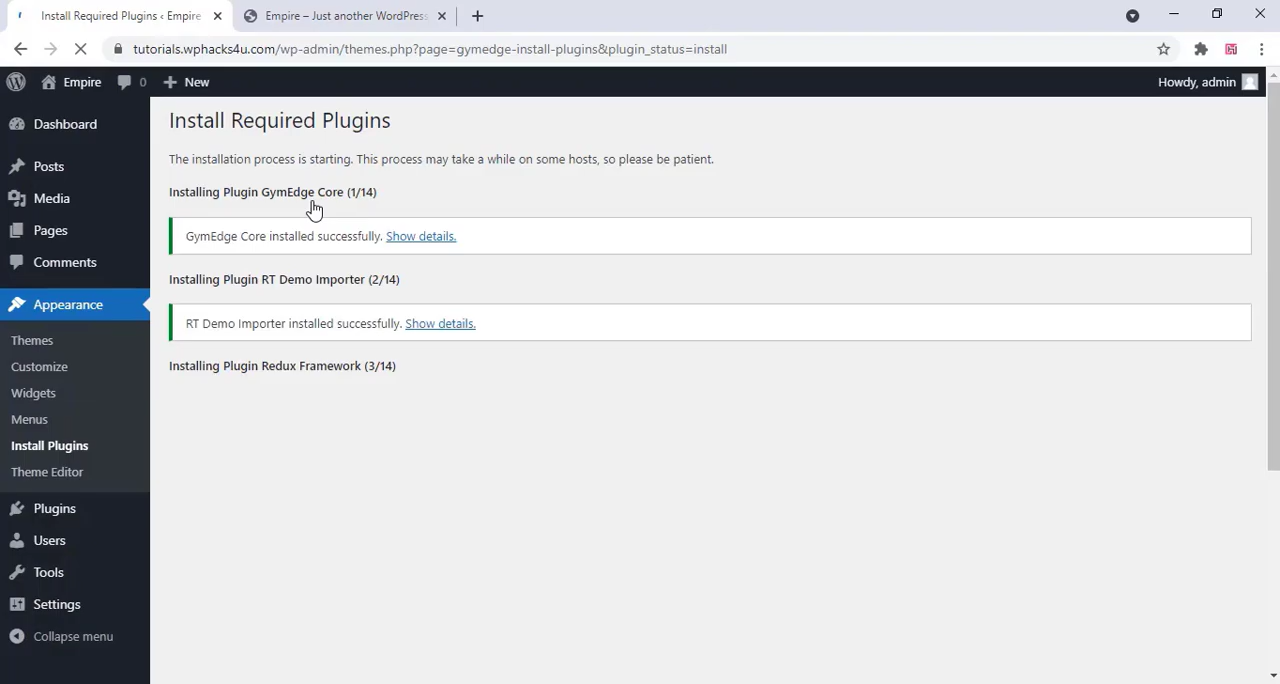 Install Required Plugins ‹ Empire
Empire – Just another WordPress
tutorials.wphacks4u.com/wp-admin/themes.php?page=gymedge-install-plugins&plugin_status=install
Empire 0 New Howdy, admin
Dashboard
Posts
Media
Pages
Comments
Appearance
Themes
Customize
Widgets
Menus
Install Plugins
Theme Editor
Plugins
Users
Tools
Settings
Collapse menu
Install Required Plugins
The installation process is starting. This process may take a while on some hosts, so please be patient.
Installing Plugin GymEdge Core (1/14)
GymEdge Core installed successfully. Show details.
Installing Plugin RT Demo Importer (2/14)
RT Demo Importer installed successfully. Show details.
Installing Plugin Redux Framework (3/14)